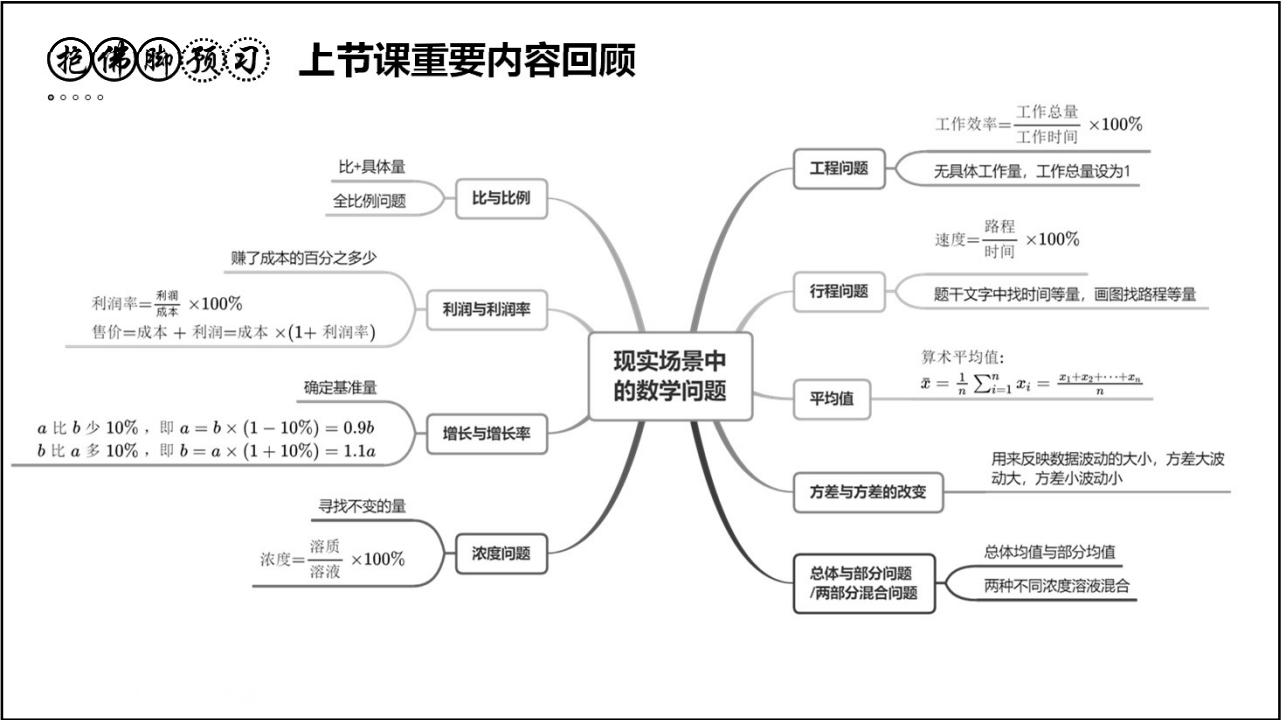 抱佛脚预习
上节课重要内容回顾
现实场景中
的数学问题
比与比例
比+具体量
全比例问题
利润与利润率
赚了成本的百分之多少
利润率=利润/成本 ×100%
售价=成本 + 利润=成本 ×(1+ 利润率)
增长与增长率
确定基准量
a 比 b 少 10% ，即 a = b × (1 − 10%) = 0.9b
b 比 a 多 10% ，即 b = a × (1 + 10%) = 1.1a
浓度问题
寻找不变的量
浓度=溶质/溶液 ×100%
工程问题
工作效率=工作总量/工作时间 ×100%
无具体工作量，工作总量设为1
行程问题
速度=路程/时间 ×100%
题干文字中找时间等量，画图找路程等量
平均值
算术平均值：
x̄ = 1/n ∑ⁿᵢ₌₁ xᵢ = (x₁+x₂+···+xₙ)/n
方差与方差的改变
用来反映数据波动的大小，方差大波
动大，方差小波动小
总体与部分问题
/两部分混合问题
总体均值与部分均值
两种不同浓度溶液混合